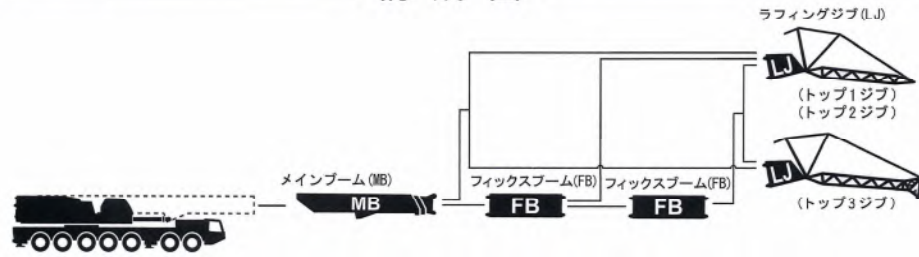 ラフィングジブ(LJ)
LJ
(トップ1ジブ)
(トップ2ジブ)
メインブーム(MB)
フィックスブーム(FB)
フィックスブーム(FB)
LJ
MB
FB
FB
(トップ3ジブ)